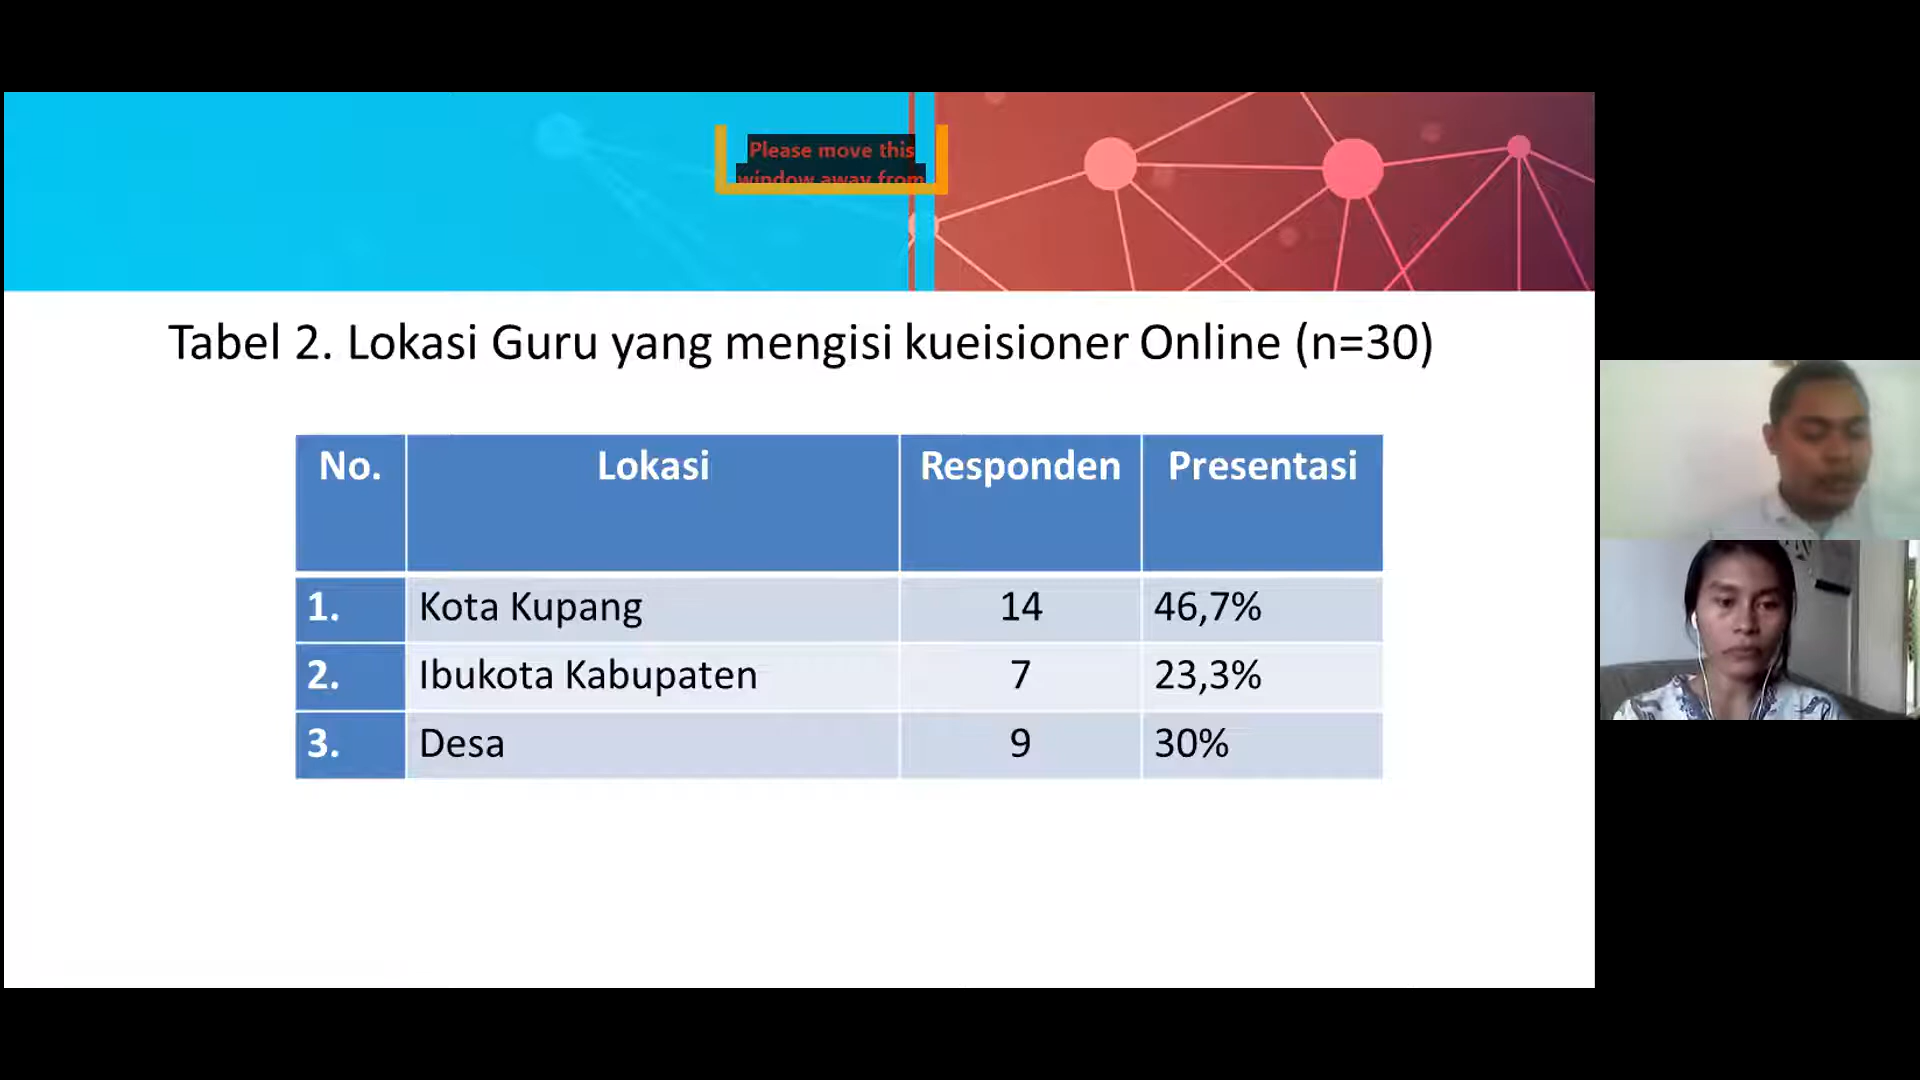 Please move this
window away from
Tabel 2. Lokasi Guru yang mengisi kueisioner Online (n=30)
No. Lokasi Responden Presentasi
1. Kota Kupang 14 46,7%
2. Ibukota Kabupaten 7 23,3%
3. Desa 9 30%